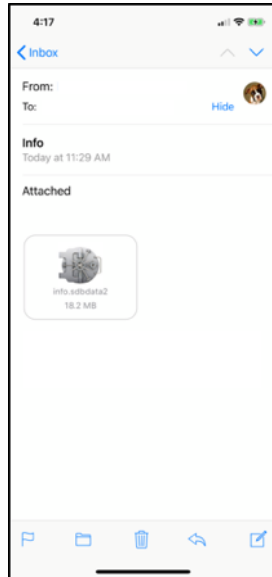 4:17
Inbox
From:
To:
Hide
Info
Today at 11:29 AM
Attached
info.sdbdata2
18.2 MB